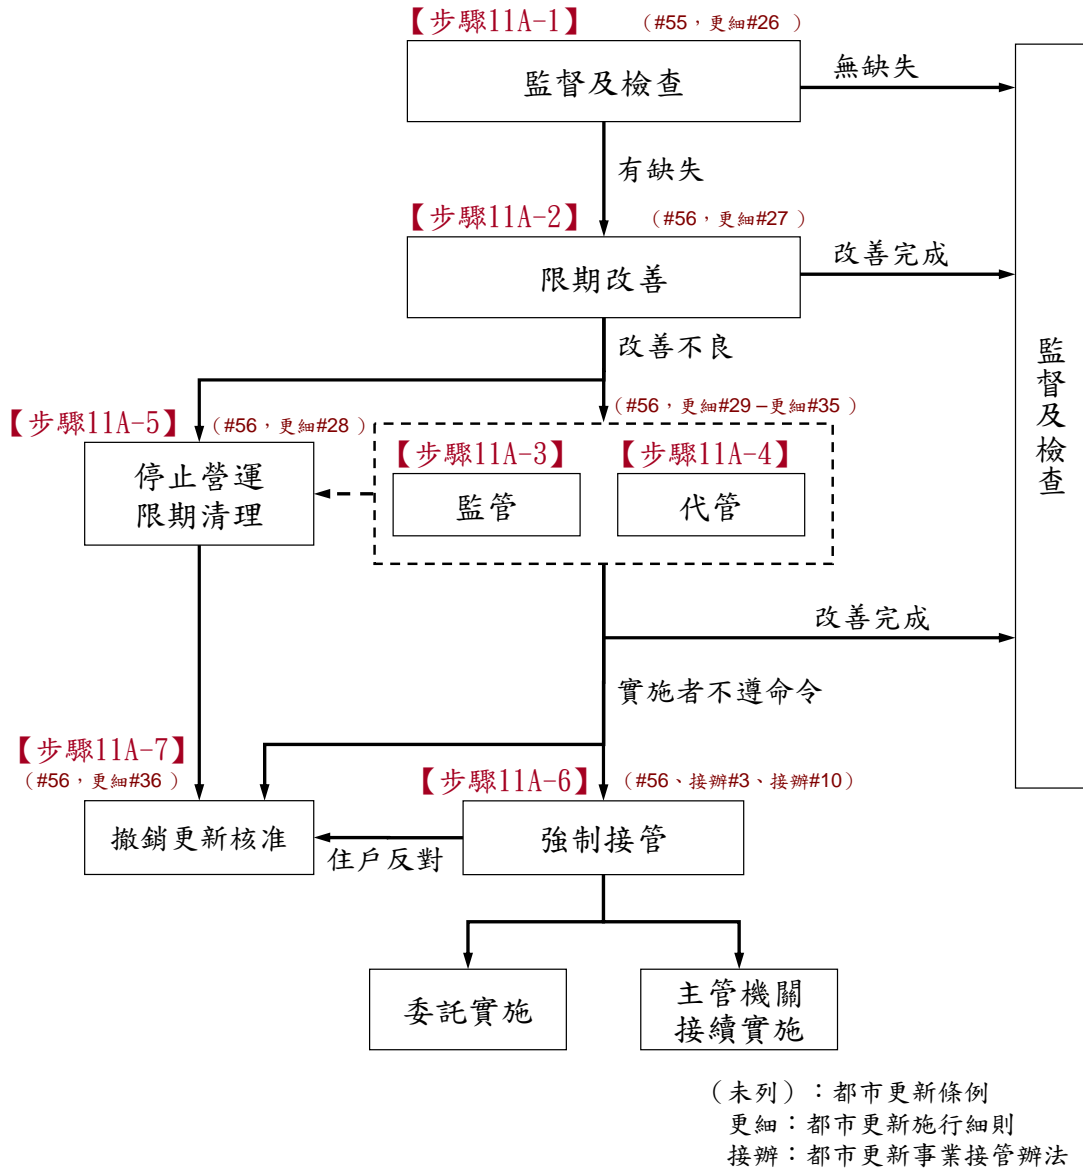 【步驟11A-1】
（#55，更細#26 ）
監督及檢查
無缺失
有缺失
【步驟11A-2】
（#56，更細#27 ）
限期改善
改善完成
改善不良
監督及檢查
【步驟11A-5】
（#56，更細#28 ）
（#56，更細#29－更細#35 ）
停止營運
限期清理
【步驟11A-3】
【步驟11A-4】
監管
代管
改善完成
實施者不遵命令
【步驟11A-7】
（#56，更細#36 ）
【步驟11A-6】
（#56、接辦#3、接辦#10）
撤銷更新核准
住戶反對
強制接管
委託實施
主管機關
接續實施
（未列）：都市更新條例
更細：都市更新施行細則
接辦：都市更新事業接管辦法